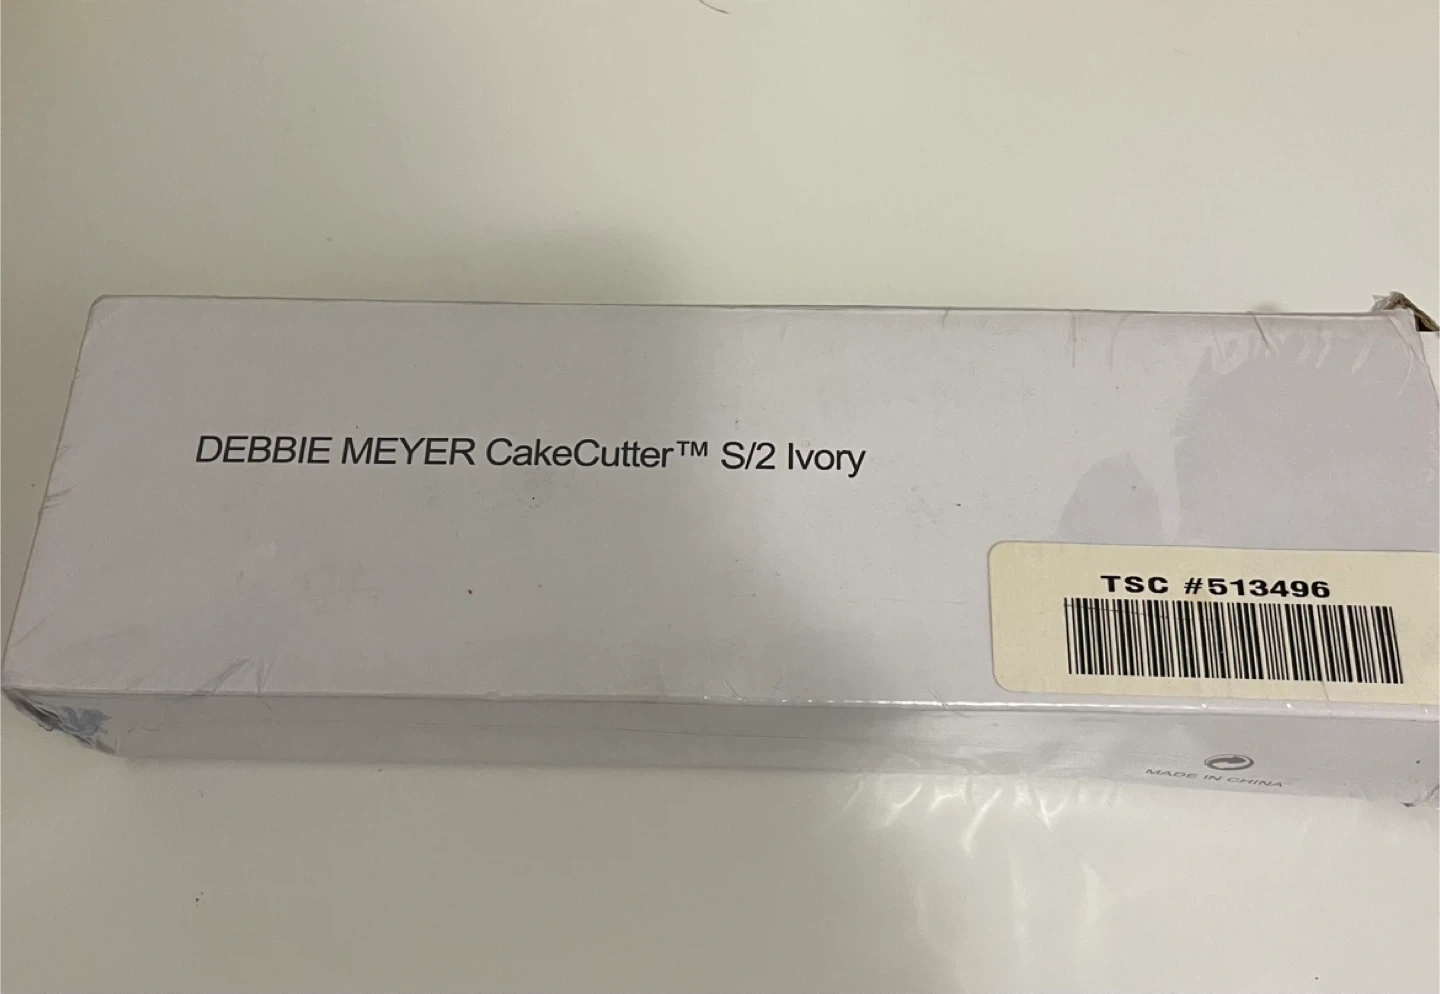 DEBBIE MEYER CakeCutter™ S/2 Ivory
TSC #513496
MADE IN CHINA